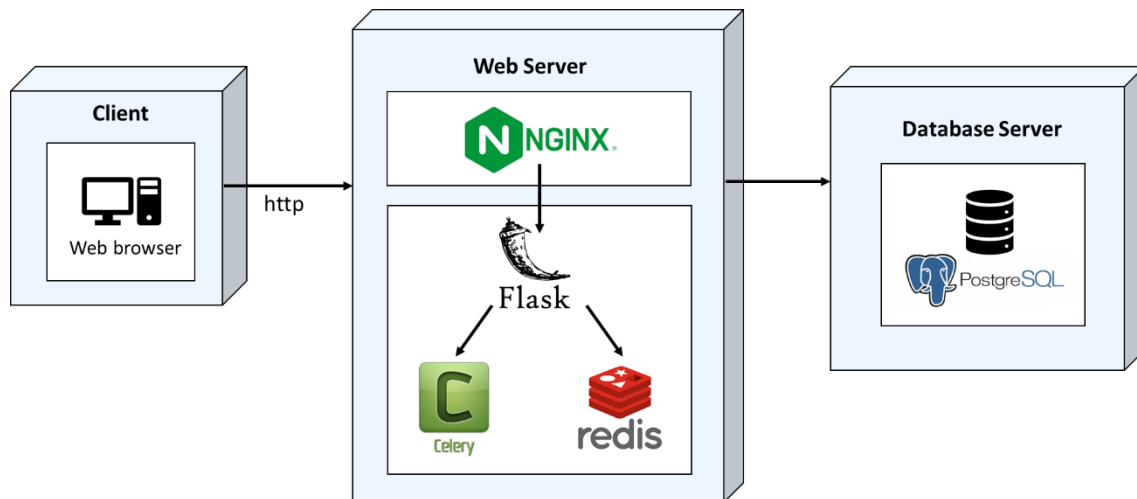 Client
Web browser
http
Web Server
N NGINX®
Flask
C
Celery
redis
Database Server
PostgreSQL